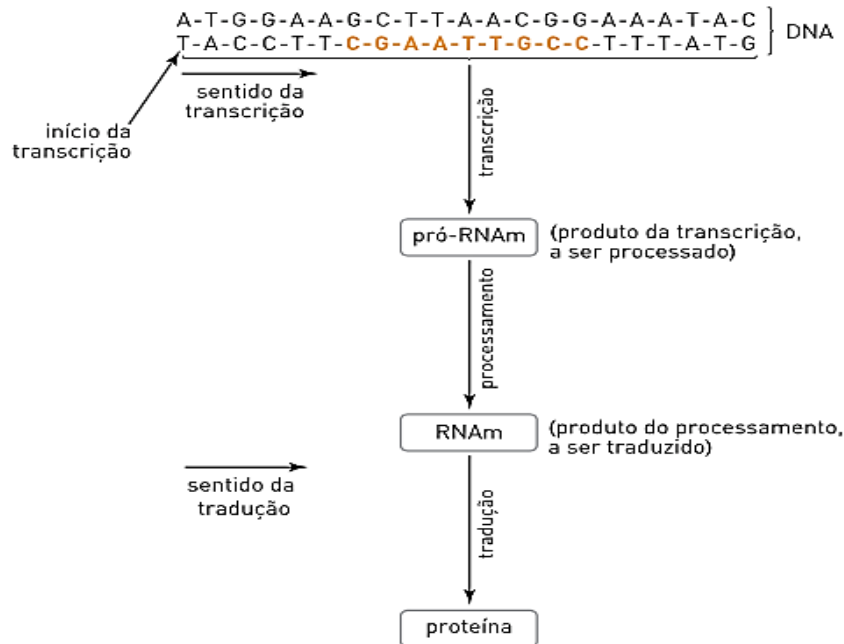 A-T-G-G-A-A-G-C-T-T-A-A-C-G-G-A-A-A-T-A-C
T-A-C-C-T-T-C-G-A-A-T-T-G-C-C-T-T-T-A-T-G
DNA
sentido da
transcrição
início da
transcrição
transcrição
pró-RNAm
(produto da transcrição,
a ser processado)
processamento
RNAm
(produto do processamento,
a ser traduzido)
sentido da
tradução
tradução
proteína